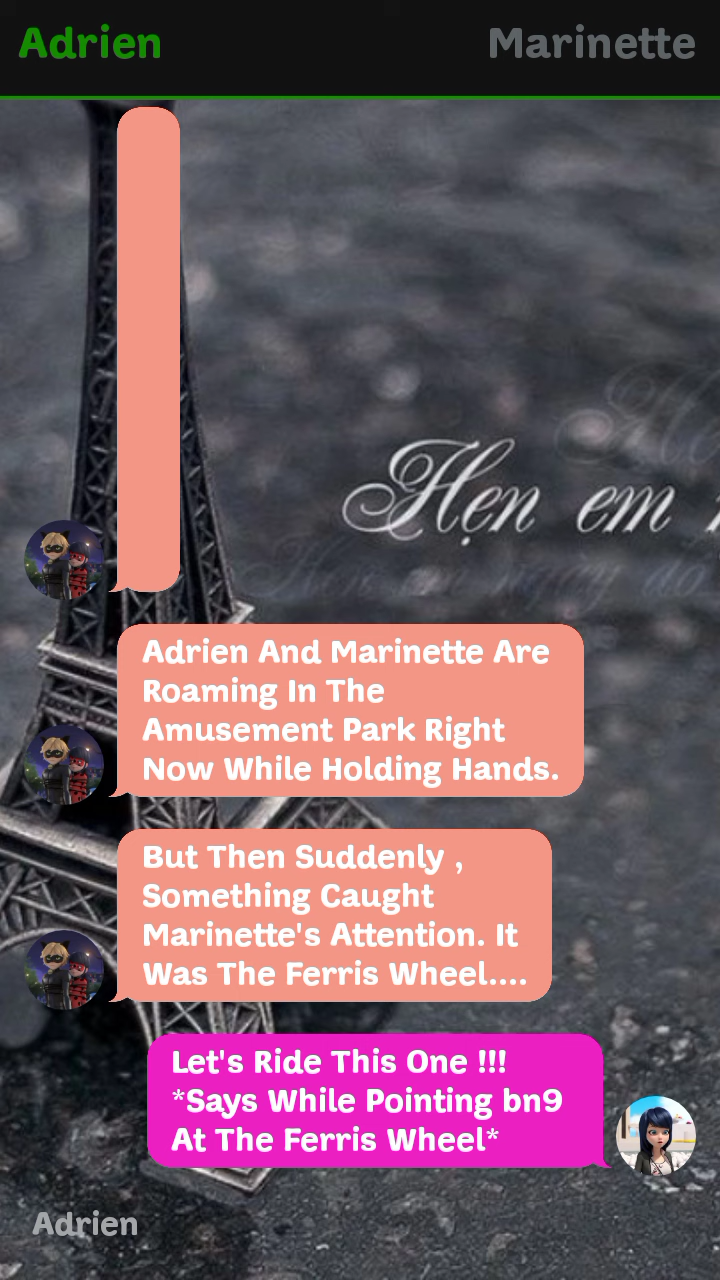 Adrien
Marinette
Hẹn em
Adrien And Marinette Are
Roaming In The
Amusement Park Right
Now While Holding Hands.
But Then Suddenly ,
Something Caught
Marinette's Attention. It
Was The Ferris Wheel....
Let's Ride This One !!!
*Says While Pointing bn9
At The Ferris Wheel*
Adrien